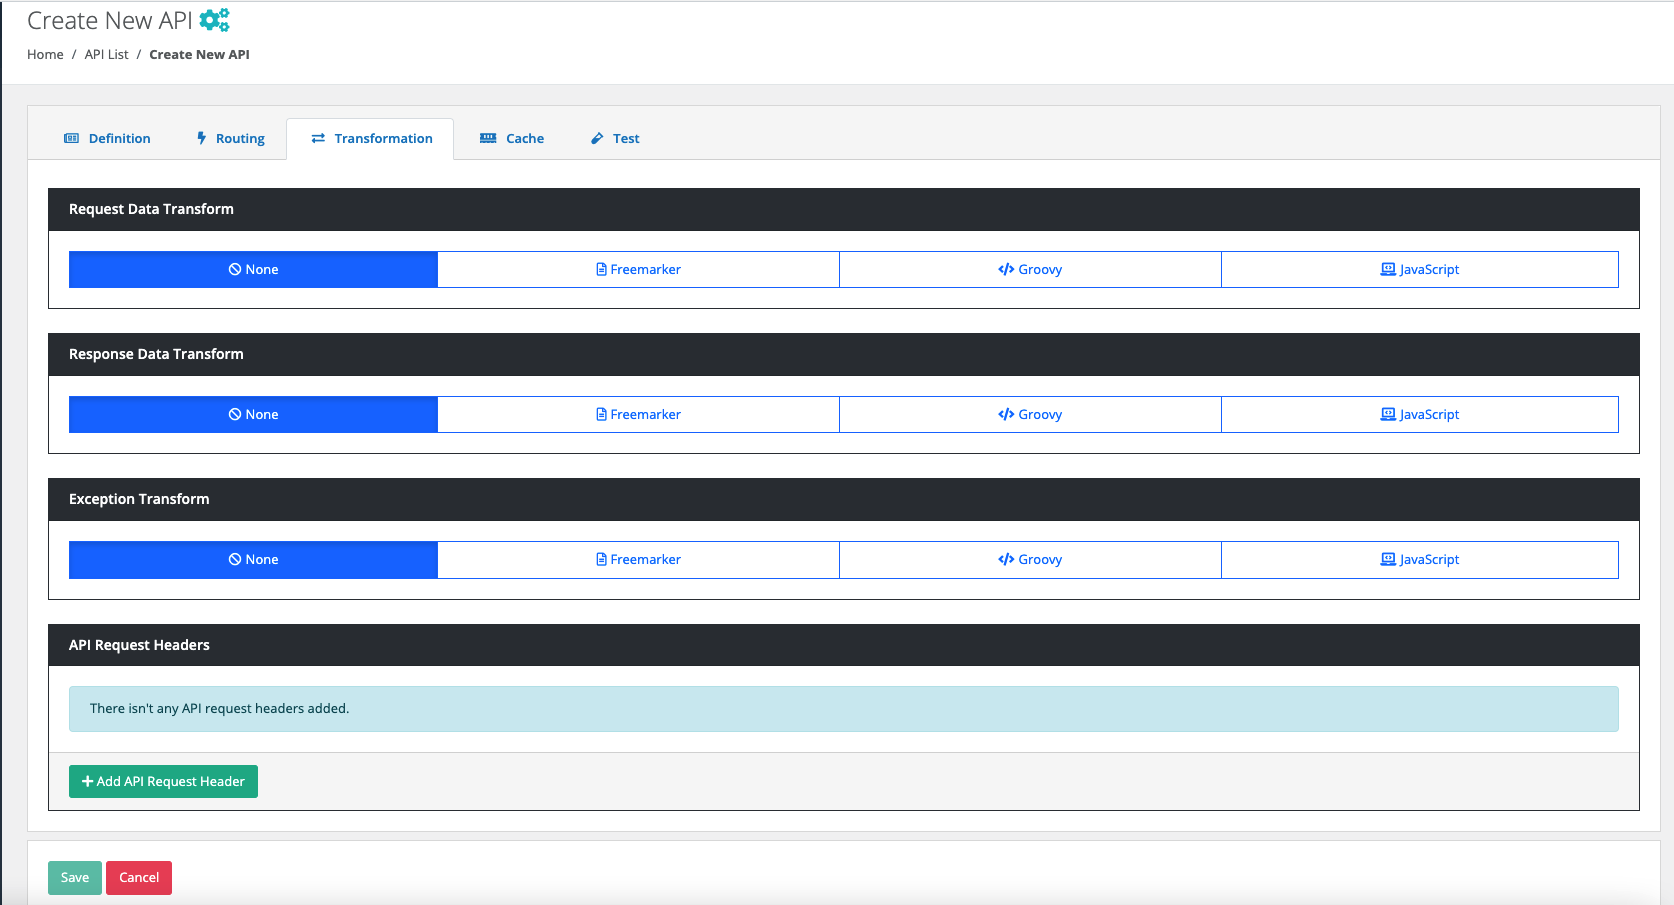 Create New API
Home / API List / Create New API
Definition Routing Transformation Cache Test
Request Data Transform
None Freemarker Groovy JavaScript
Response Data Transform
None Freemarker Groovy JavaScript
Exception Transform
None Freemarker Groovy JavaScript
API Request Headers
There isn't any API request headers added.
+ Add API Request Header
Save Cancel